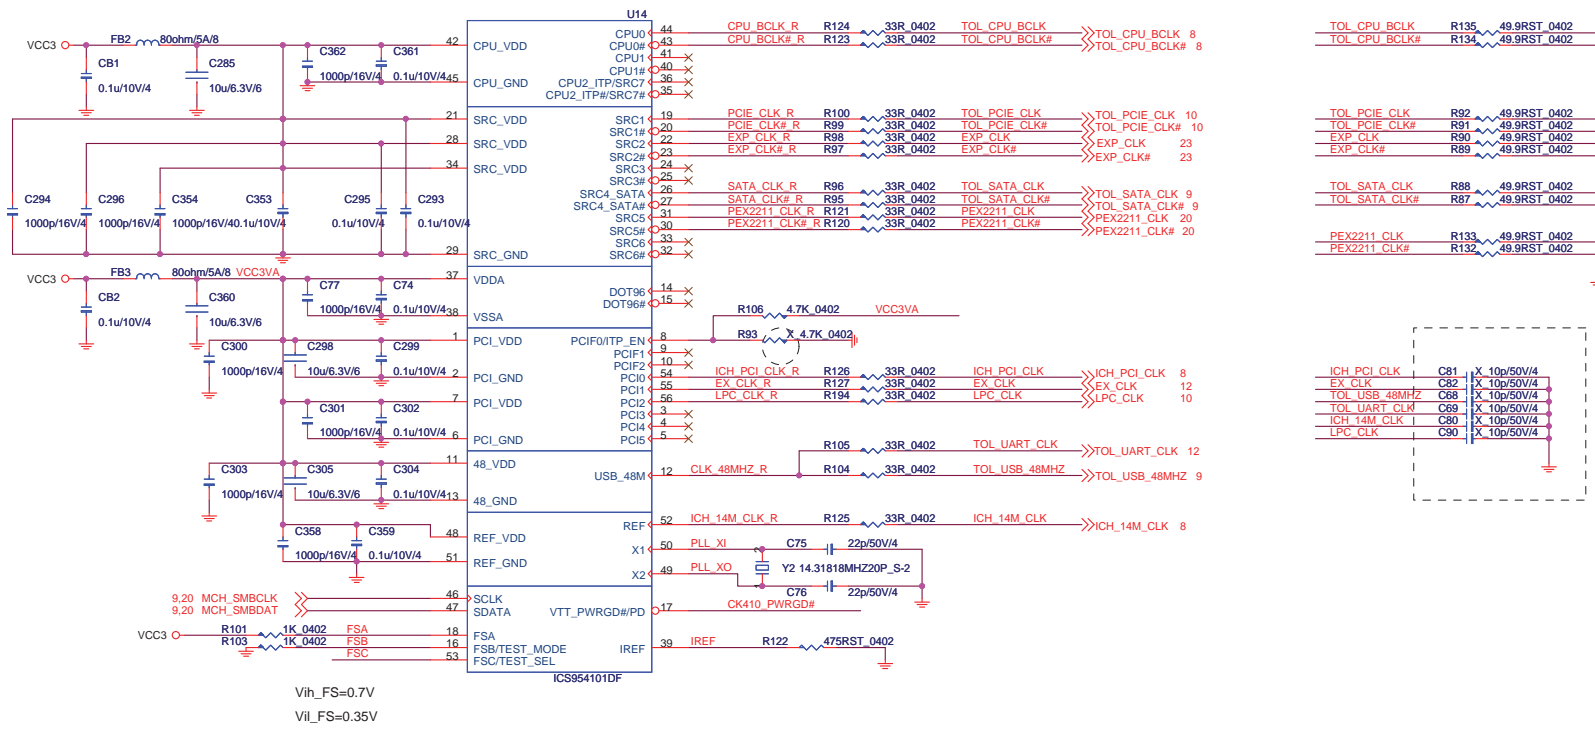 U14
VCC3 FB2 80ohm/5A/8 42 CPU_VDD CPU0 44 CPU_BCLK_R R124 33R_0402 TOL_CPU_BCLK TOL_CPU_BCLK 8 TOL_CPU_BCLK R135 49.9RST_0402
CPU0# 43 CPU_BCLK#_R R123 33R_0402 TOL_CPU_BCLK# TOL_CPU_BCLK# 8 TOL_CPU_BCLK# R134 49.9RST_0402
C362 C361 CPU1 41
CB1 C285 CPU1# 40
1000p/16V/4 0.1u/10V/4 45 CPU_GND CPU2_ITP/SRC7 36
0.1u/10V/4 10u/6.3V/6 CPU2_ITP#/SRC7# 35
21 SRC_VDD SRC1 19 PCIE_CLK_R R100 33R_0402 TOL_PCIE_CLK TOL_PCIE_CLK 10 TOL_PCIE_CLK R92 49.9RST_0402
SRC1# 20 PCIE_CLK#_R R99 33R_0402 TOL_PCIE_CLK# TOL_PCIE_CLK# 10 TOL_PCIE_CLK# R91 49.9RST_0402
28 SRC_VDD SRC2 22 EXP_CLK_R R98 33R_0402 EXP_CLK EXP_CLK 23 EXP_CLK R90 49.9RST_0402
SRC2# 23 EXP_CLK#_R R97 33R_0402 EXP_CLK# EXP_CLK# 23 EXP_CLK# R89 49.9RST_0402
34 SRC_VDD SRC3 24
SRC3# 25
C294 C296 C354 C353 C295 C293 SRC4_SATA 26 SATA_CLK_R R96 33R_0402 TOL_SATA_CLK TOL_SATA_CLK 9 TOL_SATA_CLK R88 49.9RST_0402
SRC4_SATA# 27 SATA_CLK#_R R95 33R_0402 TOL_SATA_CLK# TOL_SATA_CLK# 9 TOL_SATA_CLK# R87 49.9RST_0402
1000p/16V/4 1000p/16V/4 1000p/16V/4 0.1u/10V/4 0.1u/10V/4 0.1u/10V/4 SRC5 31 PEX2211_CLK_R R121 33R_0402 PEX2211_CLK PEX2211_CLK 20
SRC5# 30 PEX2211_CLK#_R R120 33R_0402 PEX2211_CLK# PEX2211_CLK# 20
SRC6 33 PEX2211_CLK R133 49.9RST_0402
29 SRC_GND SRC6# 32 PEX2211_CLK# R132 49.9RST_0402
VCC3 FB3 80ohm/5A/8 VCC3VA 37 VDDA
C77 C74 DOT96 14
CB2 C360 DOT96# 15
0.1u/10V/4 10u/6.3V/6 1000p/16V/4 0.1u/10V/4 38 VSSA R106 4.7K_0402 VCC3VA
1 PCI_VDD PCIF0/ITP_EN 8 R93 X_4.7K_0402
C300 C298 C299 PCIF1 9
PCIF2 10
1000p/16V/4 10u/6.3V/6 0.1u/10V/4 2 PCI_GND PCI0 54 ICH_PCI_CLK_R R126 33R_0402 ICH_PCI_CLK ICH_PCI_CLK 8 ICH_PCI_CLK C81 X_10p/50V/4
PCI1 55 EX_CLK_R R127 33R_0402 EX_CLK EX_CLK 12 EX_CLK C82 X_10p/50V/4
7 PCI_VDD PCI2 56 LPC_CLK_R R194 33R_0402 LPC_CLK LPC_CLK 10 TOL_USB_48MHZ C68 X_10p/50V/4
C301 C302 PCI3 3 TOL_UART_CLK C69 X_10p/50V/4
PCI4 4 ICH_14M_CLK C80 X_10p/50V/4
1000p/16V/4 0.1u/10V/4 6 PCI_GND PCI5 5 LPC_CLK C90 X_10p/50V/4
R105 33R_0402 TOL_UART_CLK TOL_UART_CLK 12
11 48_VDD
C303 C305 C304 USB_48M 12 CLK_48MHZ_R R104 33R_0402 TOL_USB_48MHZ TOL_USB_48MHZ 9
1000p/16V/4 10u/6.3V/6 0.1u/10V/4 13 48_GND
C358 C359 48 REF_VDD REF 52 ICH_14M_CLK_R R125 33R_0402 ICH_14M_CLK ICH_14M_CLK 8
1000p/16V/4 0.1u/10V/4 51 REF_GND X1 50 PLL_XI C75 22p/50V/4
2
Y2 14.31818MHZ20P_S-2
X2 49 PLL_XO
1
C76 22p/50V/4
9,20 MCH_SMBCLK 46 SCLK
9,20 MCH_SMBDAT 47 SDATA VTT_PWRGD#/PD 17 CK410_PWRGD#
VCC3 R101 1K_0402 FSA 18 FSA
R103 1K_0402 FSB 16 FSB/TEST_MODE IREF 39 IREF R122 475RST_0402
FSC 53 FSC/TEST_SEL
ICS954101DF
Vih_FS=0.7V
Vil_FS=0.35V